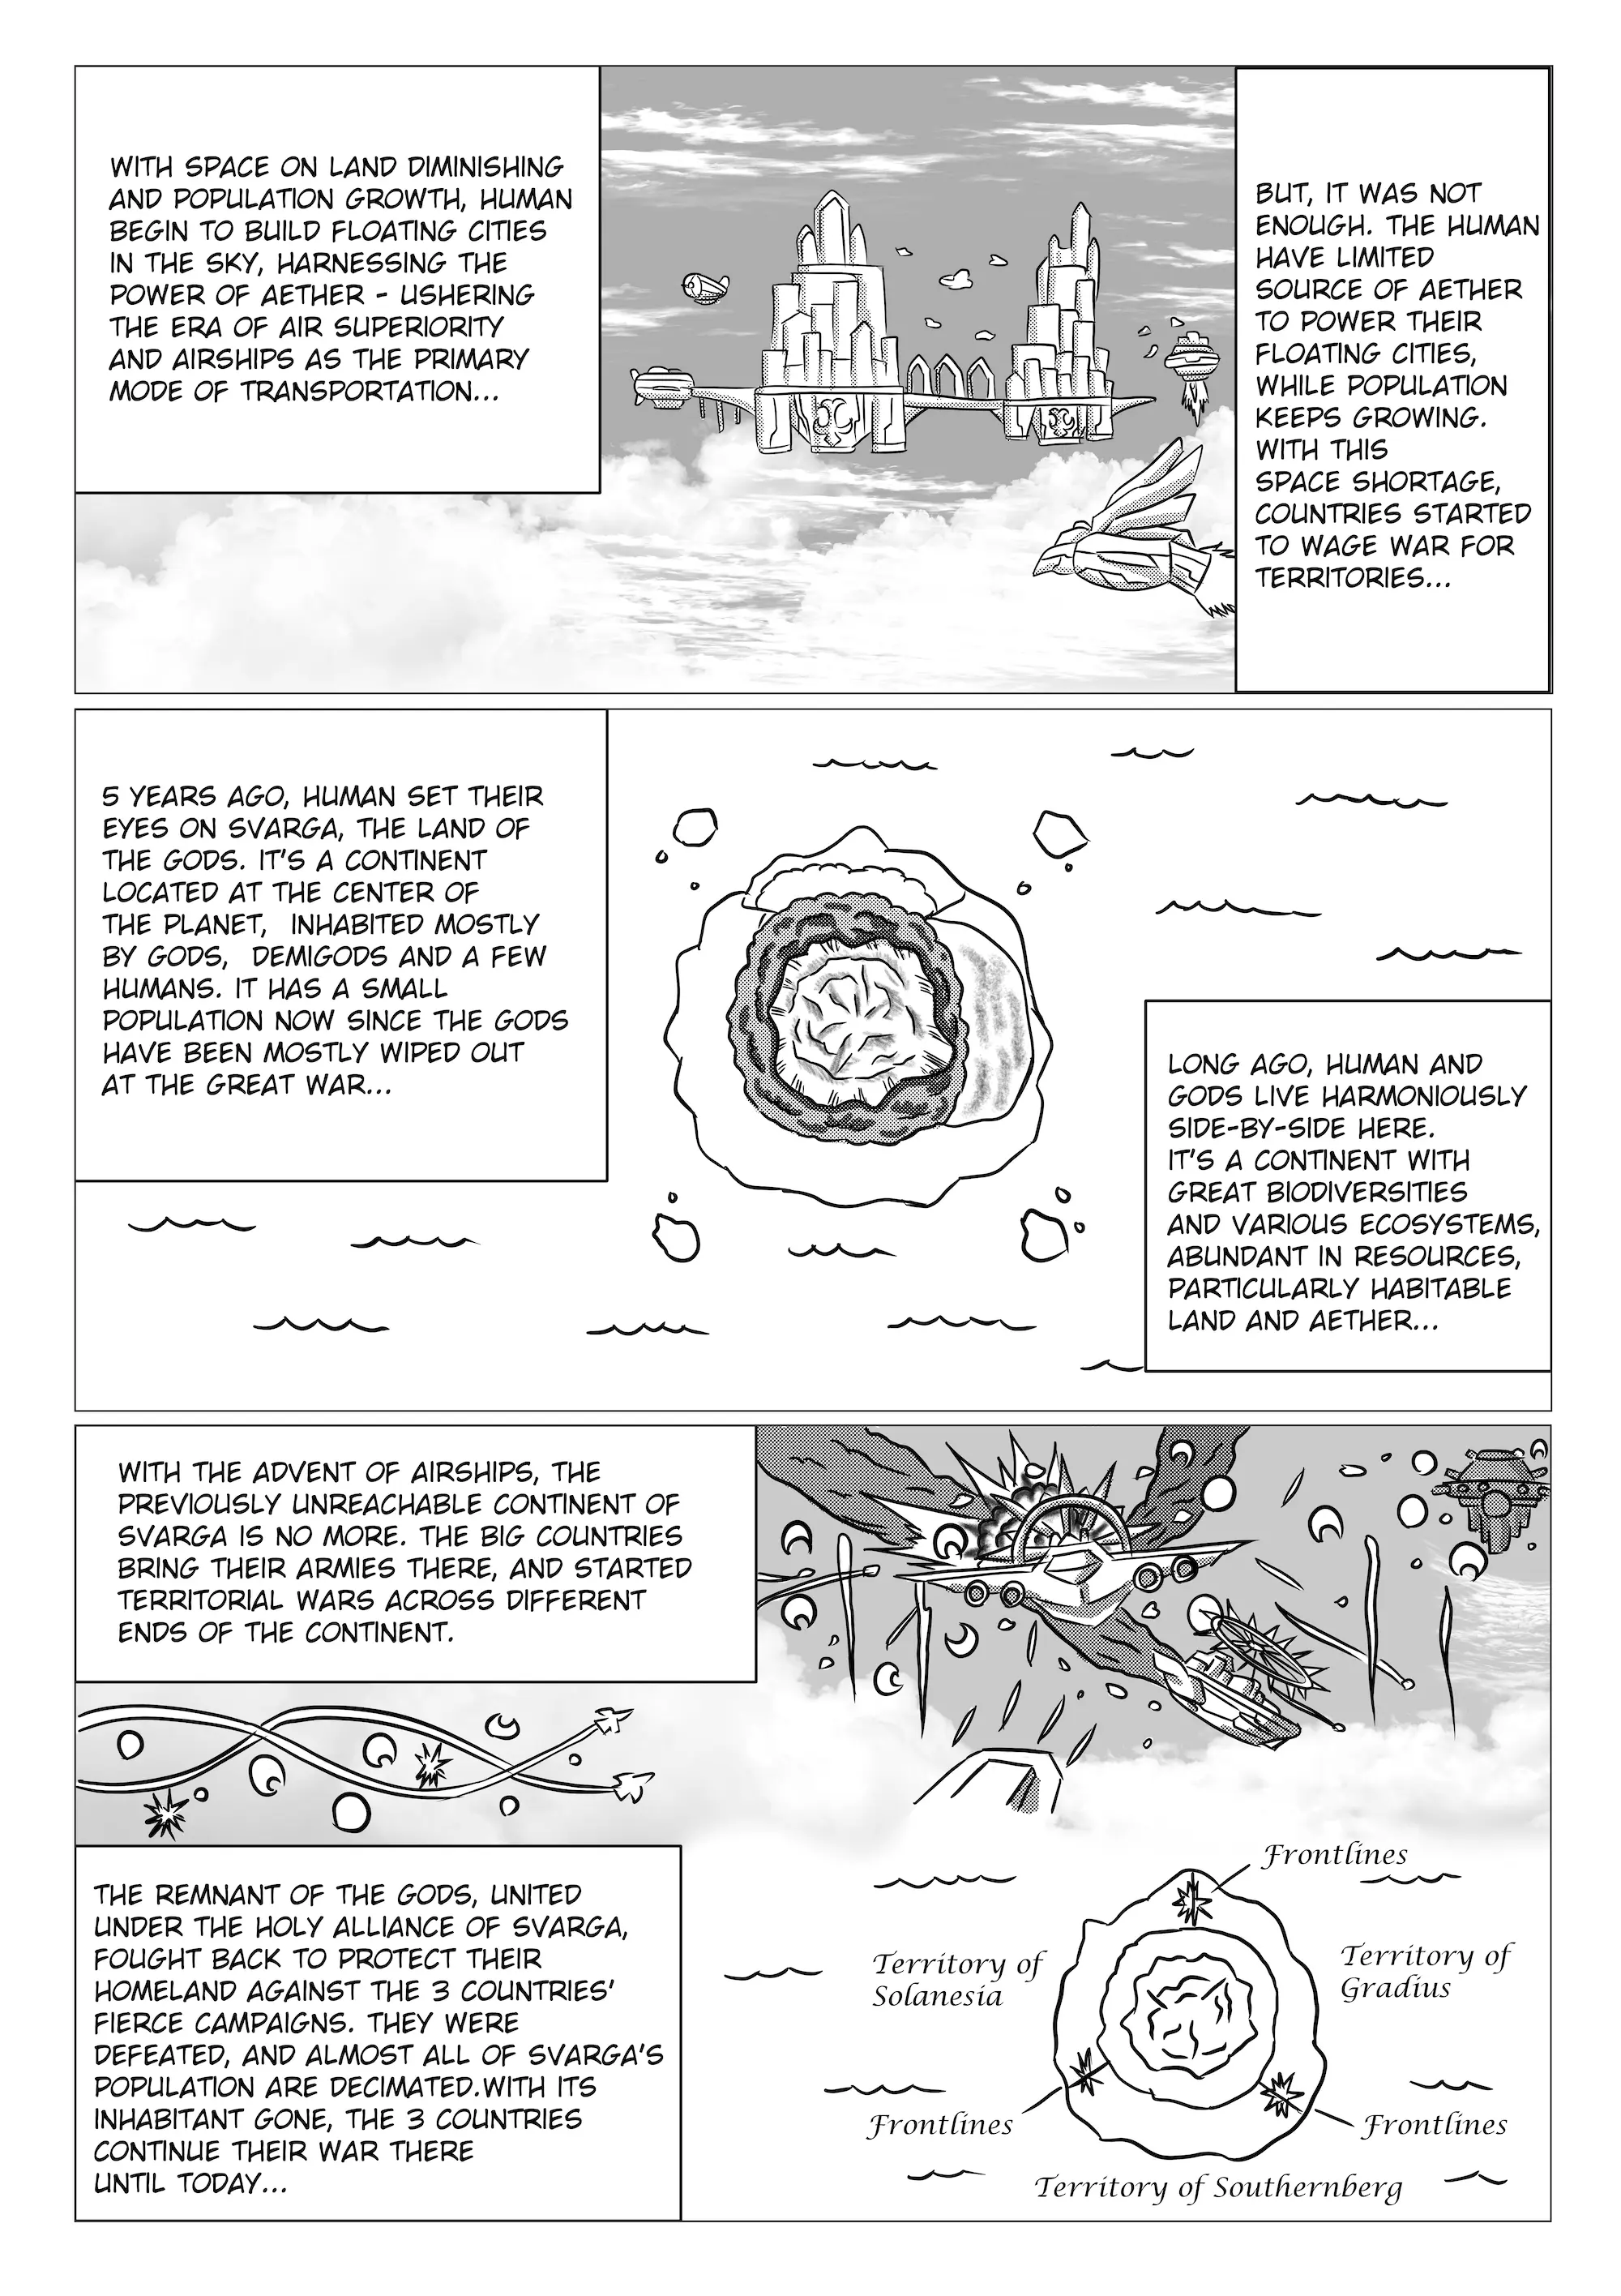 WITH SPACE ON LAND DIMINISHING
AND POPULATION GROWTH, HUMAN
BEGIN TO BUILD FLOATING CITIES
IN THE SKY, HARNESSING THE
POWER OF AETHER - USHERING
THE ERA OF AIR SUPERIORITY
AND AIRSHIPS AS THE PRIMARY
MODE OF TRANSPORTATION...
BUT, IT WAS NOT
ENOUGH. THE HUMAN
HAVE LIMITED
SOURCE OF AETHER
TO POWER THEIR
FLOATING CITIES,
WHILE POPULATION
KEEPS GROWING.
WITH THIS
SPACE SHORTAGE,
COUNTRIES STARTED
TO WAGE WAR FOR
TERRITORIES...
5 YEARS AGO, HUMAN SET THEIR
EYES ON SVARGA, THE LAND OF
THE GODS. IT'S A CONTINENT
LOCATED AT THE CENTER OF
THE PLANET, INHABITED MOSTLY
BY GODS, DEMIGODS AND A FEW
HUMANS. IT HAS A SMALL
POPULATION NOW SINCE THE GODS
HAVE BEEN MOSTLY WIPED OUT
AT THE GREAT WAR...
LONG AGO, HUMAN AND
GODS LIVE HARMONIOUSLY
SIDE-BY-SIDE HERE.
IT'S A CONTINENT WITH
GREAT BIODIVERSITIES
AND VARIOUS ECOSYSTEMS,
ABUNDANT IN RESOURCES,
PARTICULARLY HABITABLE
LAND AND AETHER...
WITH THE ADVENT OF AIRSHIPS, THE
PREVIOUSLY UNREACHABLE CONTINENT OF
SVARGA IS NO MORE. THE BIG COUNTRIES
BRING THEIR ARMIES THERE, AND STARTED
TERRITORIAL WARS ACROSS DIFFERENT
ENDS OF THE CONTINENT.
THE REMNANT OF THE GODS, UNITED
UNDER THE HOLY ALLIANCE OF SVARGA,
FOUGHT BACK TO PROTECT THEIR
HOMELAND AGAINST THE 3 COUNTRIES'
FIERCE CAMPAIGNS. THEY WERE
DEFEATED, AND ALMOST ALL OF SVARGA'S
POPULATION ARE DECIMATED.WITH ITS
INHABITANT GONE, THE 3 COUNTRIES
CONTINUE THEIR WAR THERE
UNTIL TODAY...
Frontlines
Territory of
Solanesia
Territory of
Gradius
Frontlines
Frontlines
Territory of Southernberg